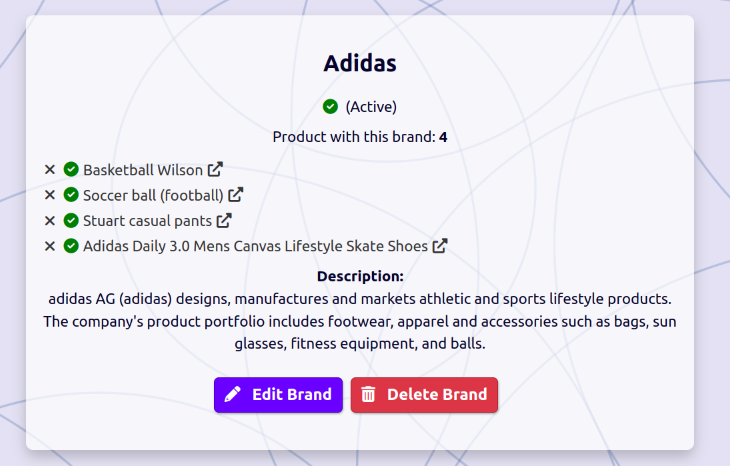 Adidas
(Active)
Product with this brand: 4
Basketball Wilson
Soccer ball (football)
Stuart casual pants
Adidas Daily 3.0 Mens Canvas Lifestyle Skate Shoes
Description:
adidas AG (adidas) designs, manufactures and markets athletic and sports lifestyle products.
The company's product portfolio includes footwear, apparel and accessories such as bags, sun
glasses, fitness equipment, and balls.
Edit Brand
Delete Brand